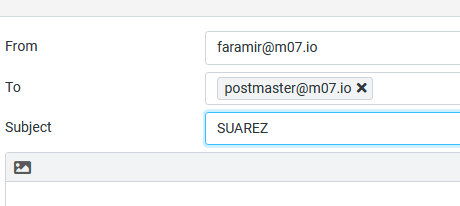 From faramir@m07.io
To postmaster@m07.io
Subject SUAREZ